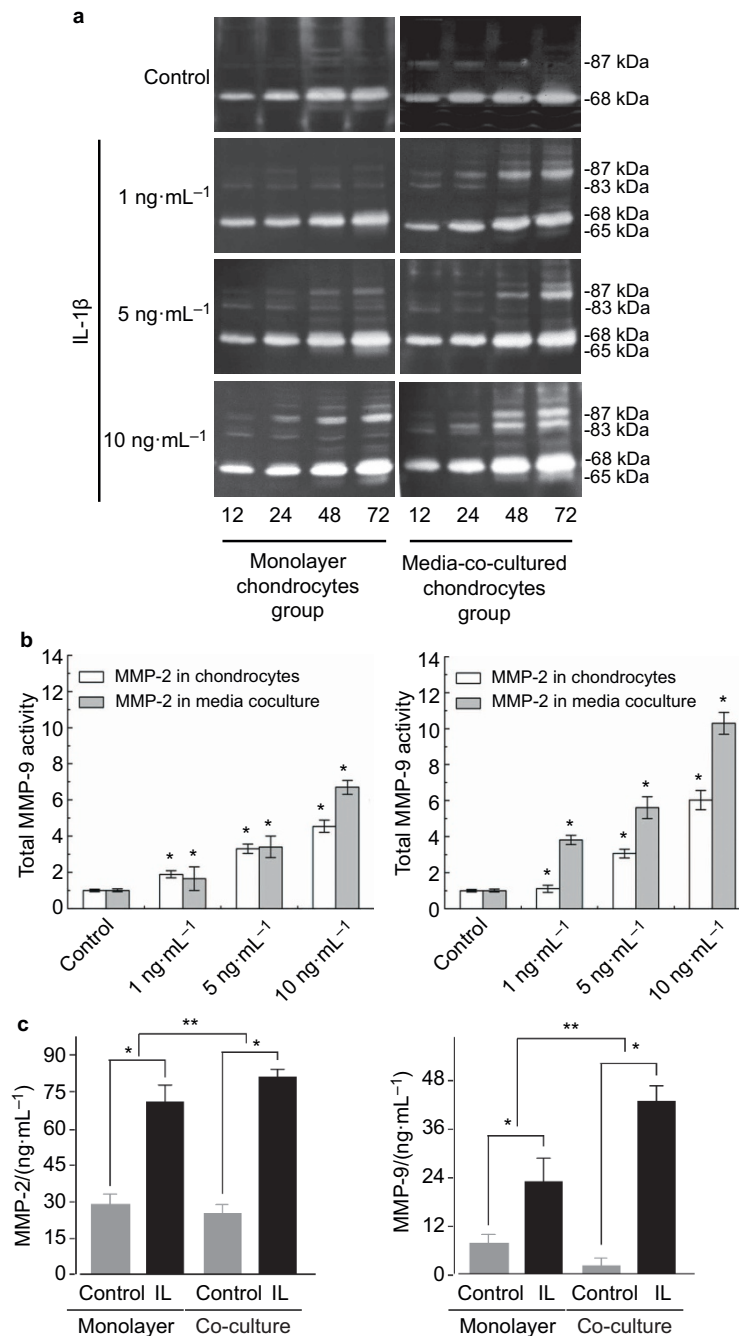 a
Control
-87 kDa
-68 kDa
IL-1β
1 ng·mL⁻¹
-87 kDa
-83 kDa
-68 kDa
-65 kDa
5 ng·mL⁻¹
-87 kDa
-83 kDa
-68 kDa
-65 kDa
10 ng·mL⁻¹
-87 kDa
-83 kDa
-68 kDa
-65 kDa
12 24 48 72 12 24 48 72
Monolayer
chondrocytes
group
Media-co-cultured
chondrocytes
group
b
Total MMP-9 activity
14
12
10
8
6
4
2
0
MMP-2 in chondrocytes
MMP-2 in media coculture
* * * * * *
Control 1 ng·mL⁻¹ 5 ng·mL⁻¹ 10 ng·mL⁻¹
Total MMP-9 activity
14
12
10
8
6
4
2
0
MMP-2 in chondrocytes
MMP-2 in media coculture
* * * * * *
Control 1 ng·mL⁻¹ 5 ng·mL⁻¹ 10 ng·mL⁻¹
c
MMP-2/(ng·mL⁻¹)
90
75
60
45
30
15
0
**
* *
Control IL Control IL
Monolayer Co-culture
MMP-9/(ng·mL⁻¹)
48
36
24
12
0
**
* *
Control IL Control IL
Monolayer Co-culture